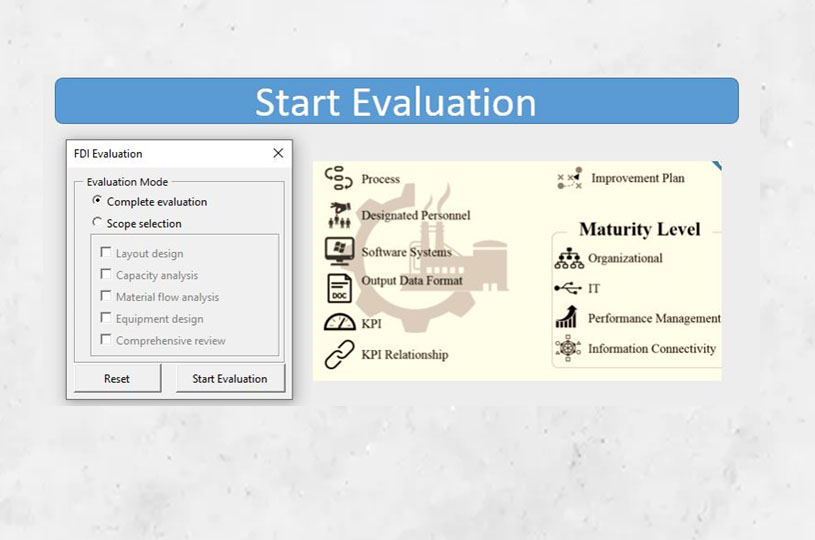 Start Evaluation
FDI Evaluation
Evaluation Mode
Complete evaluation
Scope selection
Layout design
Capacity analysis
Material flow analysis
Equipment design
Comprehensive review
Reset
Start Evaluation
Process
Designated Personnel
Software Systems
Output Data Format
DOC
KPI
KPI Relationship
Improvement Plan
Maturity Level
Organizational
IT
Performance Management
Information Connectivity